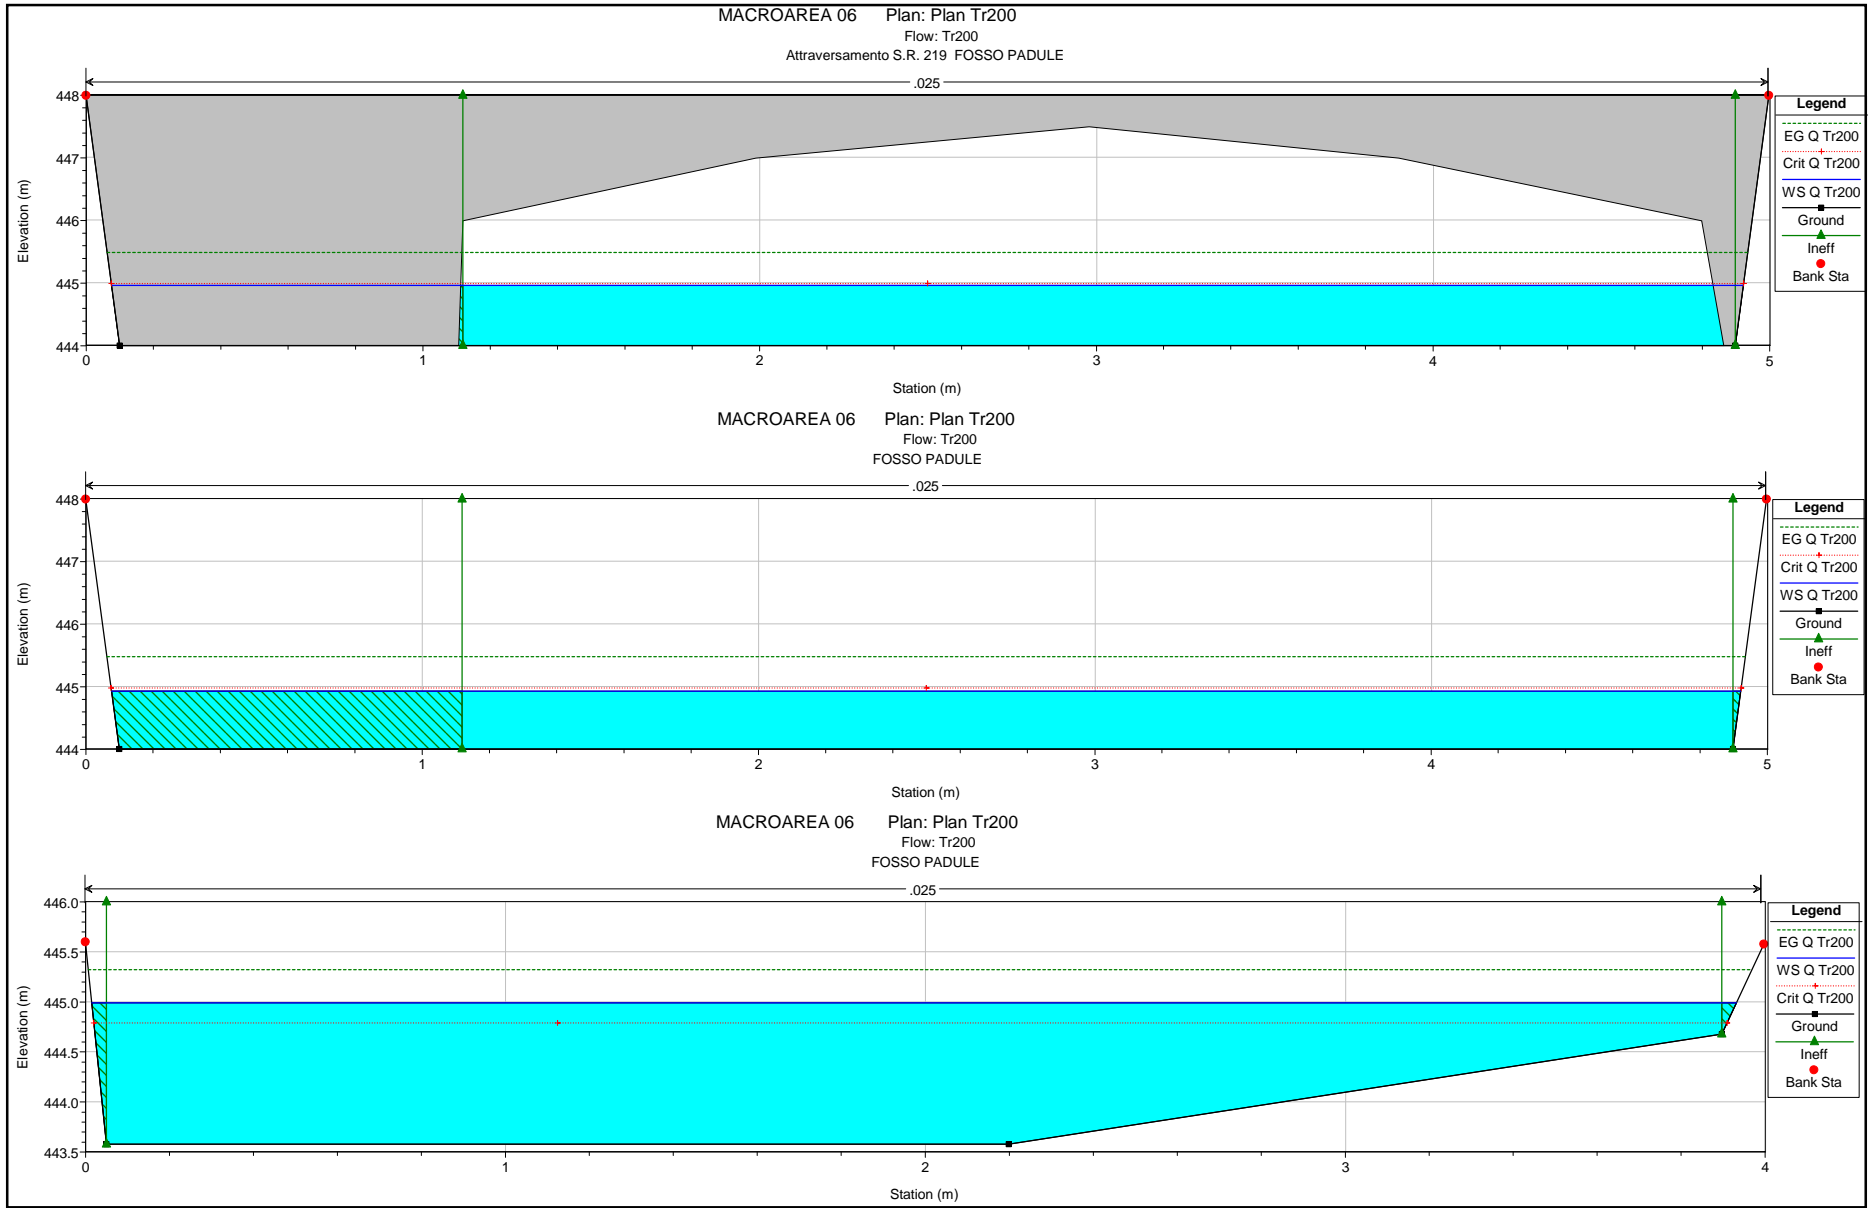 MACROAREA 06 Plan: Plan Tr200
Flow: Tr200
Attraversamento S.R. 219 FOSSO PADULE
.025
448
447
446
445
444
Elevation (m)
0 1 2 3 4 5
Station (m)
Legend
EG Q Tr200
Crit Q Tr200
WS Q Tr200
Ground
Ineff
Bank Sta
MACROAREA 06 Plan: Plan Tr200
Flow: Tr200
FOSSO PADULE
.025
448
447
446
445
444
Elevation (m)
0 1 2 3 4 5
Station (m)
Legend
EG Q Tr200
Crit Q Tr200
WS Q Tr200
Ground
Ineff
Bank Sta
MACROAREA 06 Plan: Plan Tr200
Flow: Tr200
FOSSO PADULE
.025
446.0
445.5
445.0
444.5
444.0
443.5
Elevation (m)
0 1 2 3 4
Station (m)
Legend
EG Q Tr200
WS Q Tr200
Crit Q Tr200
Ground
Ineff
Bank Sta